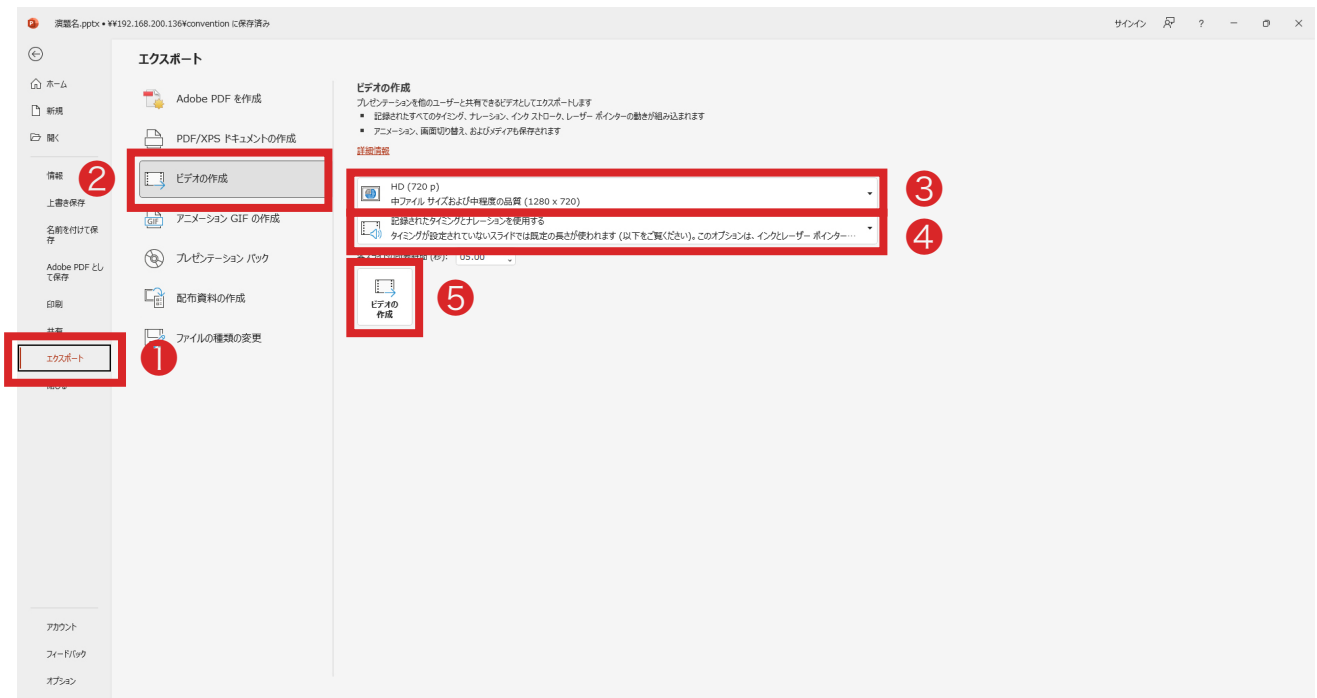 演題名.pptx • ¥¥192.168.200.136¥convention に保存済み
サインイン
?
エクスポート
ホーム
新規
開く
情報
上書き保存
名前を付けて保
存
Adobe PDF とし
て保存
印刷
共有
エクスポート
閉じる
アカウント
フィードバック
オプション
Adobe PDF を作成
PDF/XPS ドキュメントの作成
ビデオの作成
アニメーション GIF の作成
プレゼンテーション パック
配布資料の作成
ファイルの種類の変更
ビデオの作成
プレゼンテーションを他のユーザーと共有できるビデオとしてエクスポートします
▪ 記録されたすべてのタイミング、ナレーション、インク ストローク、レーザー ポインターの動きが組み込まれます
▪ アニメーション、画面切り替え、およびメディアも保存されます
詳細情報
HD (720 p)
中ファイル サイズおよび中程度の品質 (1280 x 720)
記録されたタイミングとナレーションを使用する
タイミングが設定されていないスライドでは既定の長さが使われます (以下をご覧ください)。このオプションは、インクとレーザー ポインター…
(秒): 05.00
ビデオの
作成
❶
❷
❸
❹
❺